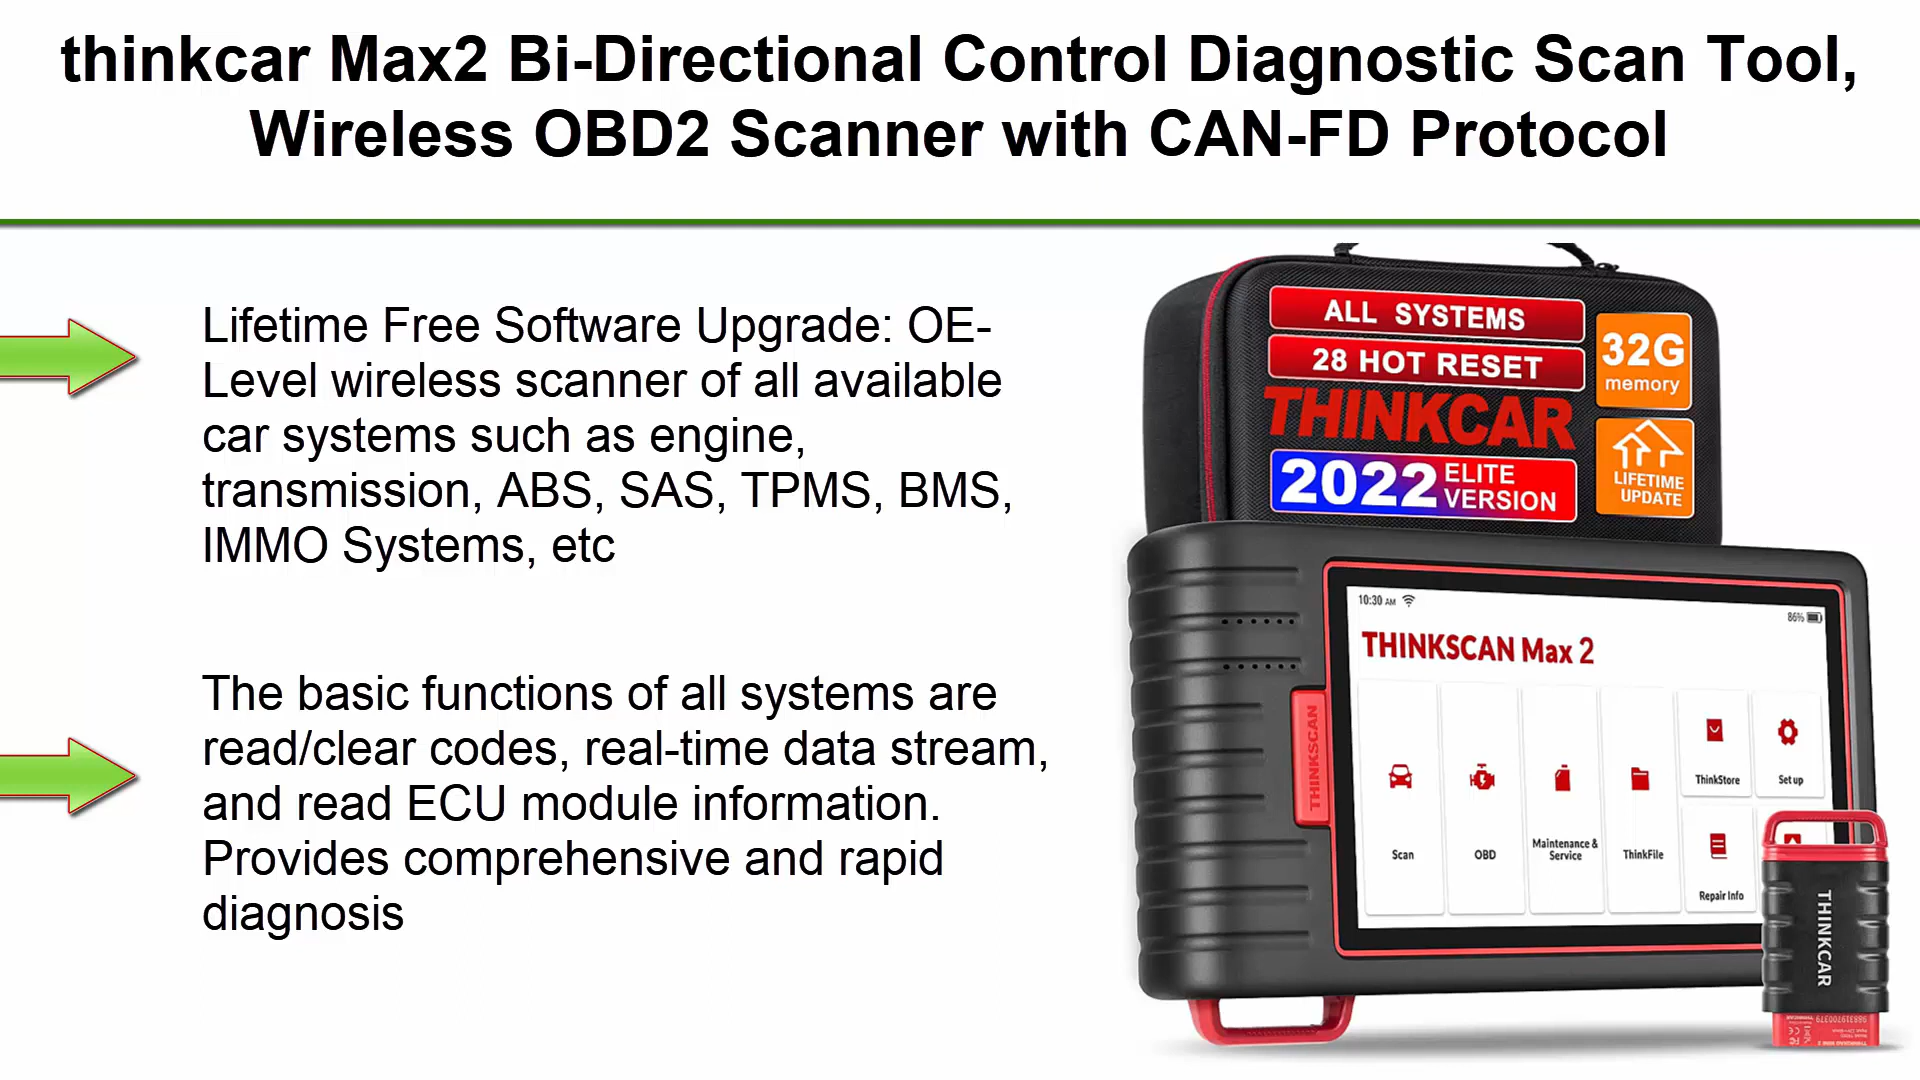 thinkcar Max2 Bi-Directional Control Diagnostic Scan Tool,
Wireless OBD2 Scanner with CAN-FD Protocol
Lifetime Free Software Upgrade: OE-
Level wireless scanner of all available
car systems such as engine,
transmission, ABS, SAS, TPMS, BMS,
IMMO Systems, etc
The basic functions of all systems are
read/clear codes, real-time data stream,
and read ECU module information.
Provides comprehensive and rapid
diagnosis
ALL SYSTEMS
28 HOT RESET
THINKCAR
2022 ELITE
VERSION
32G
memory
LIFETIME
UPDATE
10:30 AM
86%
THINKSCAN Max 2
THINKSCAN
Scan
OBD
Maintenance &
Service
ThinkFile
ThinkStore
Set up
Repair Info
THINKCAR
988319700379